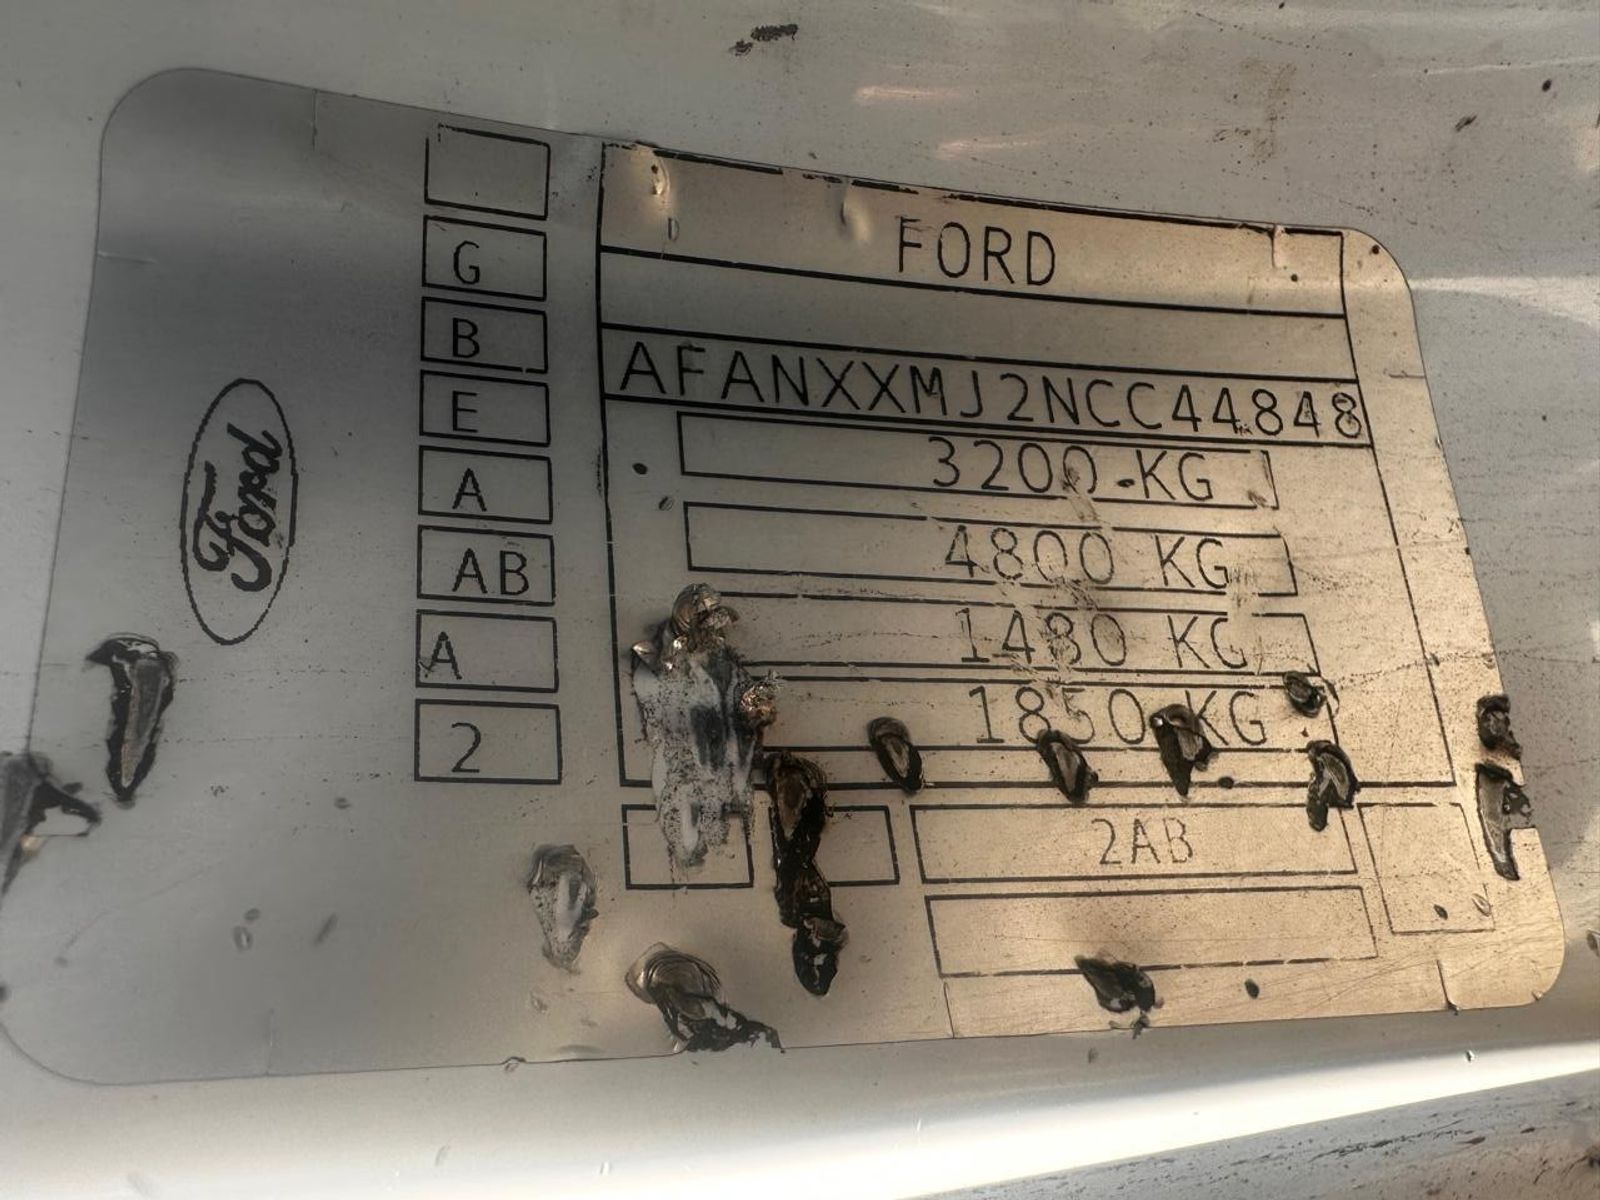 Ford
G
B
E
A
AB
A
2
FORD
AFANXXMJ2NCC44848
3200 KG
4800 KG
1480 KG
1850 KG
2AB